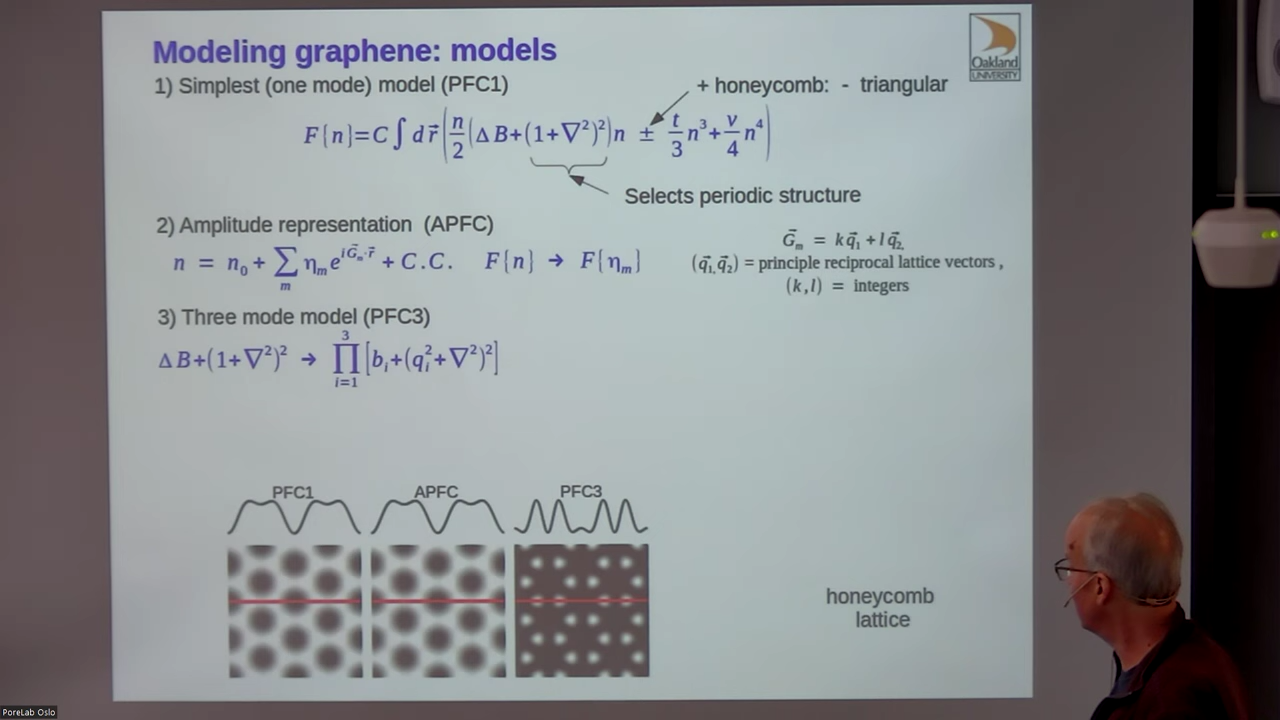 Modeling graphene: models
Oakland
UNIVERSITY
1) Simplest (one mode) model (PFC1)
+ honeycomb: - triangular
F{n}=C∫d r⃗(n/2(ΔB+(1+∇²)²)n ± t/3 n³+v/4 n⁴)
Selects periodic structure
2) Amplitude representation (APFC)
n = n₀+∑ₘ ηₘe^{iG⃗ₘ·r⃗}+C.C. F{n} → F{ηₘ}
G⃗ₘ = kq⃗₁+lq⃗₂,
(q⃗₁,q⃗₂) = principle reciprocal lattice vectors,
(k,l) = integers
3) Three mode model (PFC3)
ΔB+(1+∇²)² → ∏_{i=1}^{3}[bᵢ+(qᵢ²+∇²)²]
PFC1 APFC PFC3
honeycomb
lattice
PoreLab Oslo